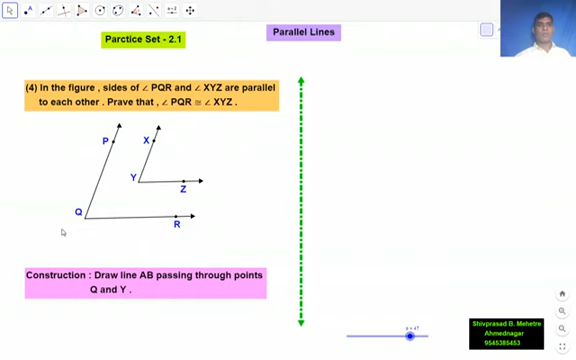 Parctice Set - 2.1
Parallel Lines
(4) In the figure , sides of ∠ PQR and ∠ XYZ are parallel
to each other . Prave that , ∠ PQR ≅ ∠ XYZ .
P
X
Y
Z
Q
R
Construction : Draw line AB passing through points
Q and Y .
Shivprasad B. Mehetre
Ahmednagar
9545385453